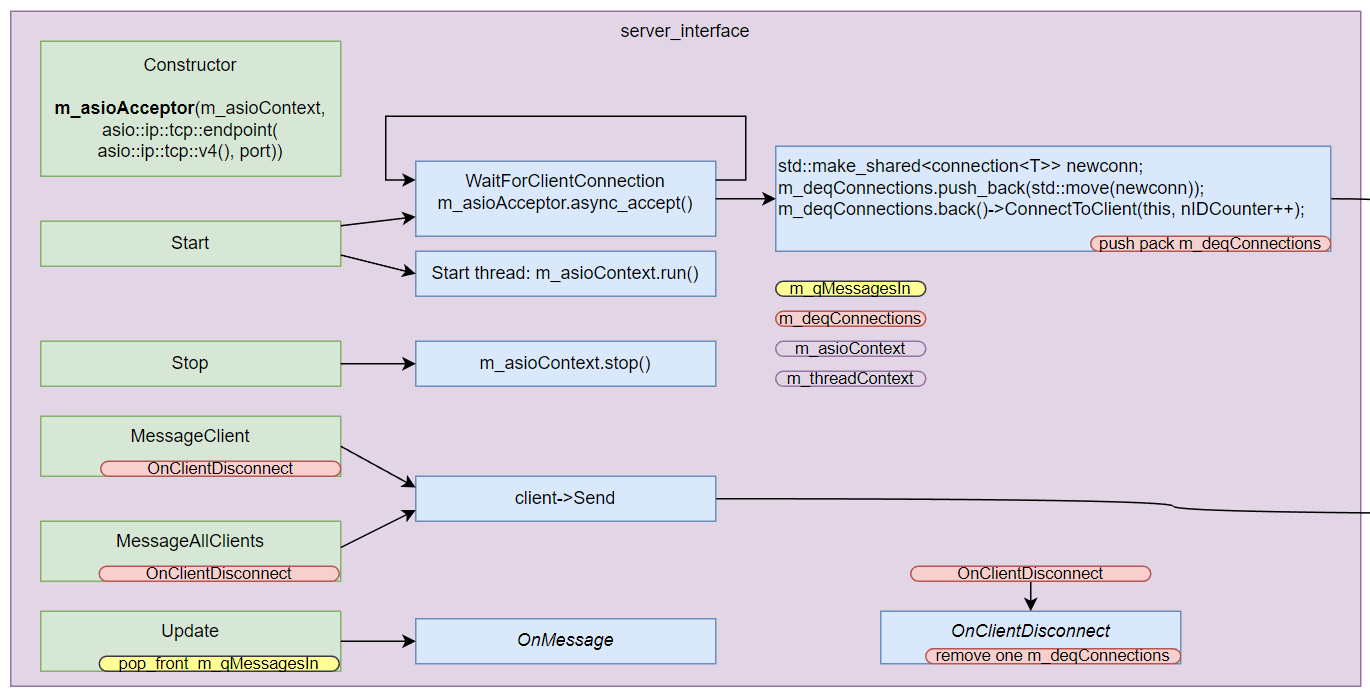 server_interface
Constructor
m_asioAcceptor(m_asioContext,
asio::ip::tcp::endpoint(
asio::ip::tcp::v4(), port))
WaitForClientConnection
m_asioAcceptor.async_accept()
std::make_shared<connection<T>> newconn;
m_deqConnections.push_back(std::move(newconn));
m_deqConnections.back()->ConnectToClient(this, nIDCounter++);
push pack m_deqConnections
Start
Start thread: m_asioContext.run()
m_qMessagesIn
m_deqConnections
m_asioContext
m_threadContext
Stop
m_asioContext.stop()
MessageClient
OnClientDisconnect
client->Send
MessageAllClients
OnClientDisconnect
OnClientDisconnect
Update
pop_front m_qMessagesIn
OnMessage
OnClientDisconnect
remove one m_deqConnections